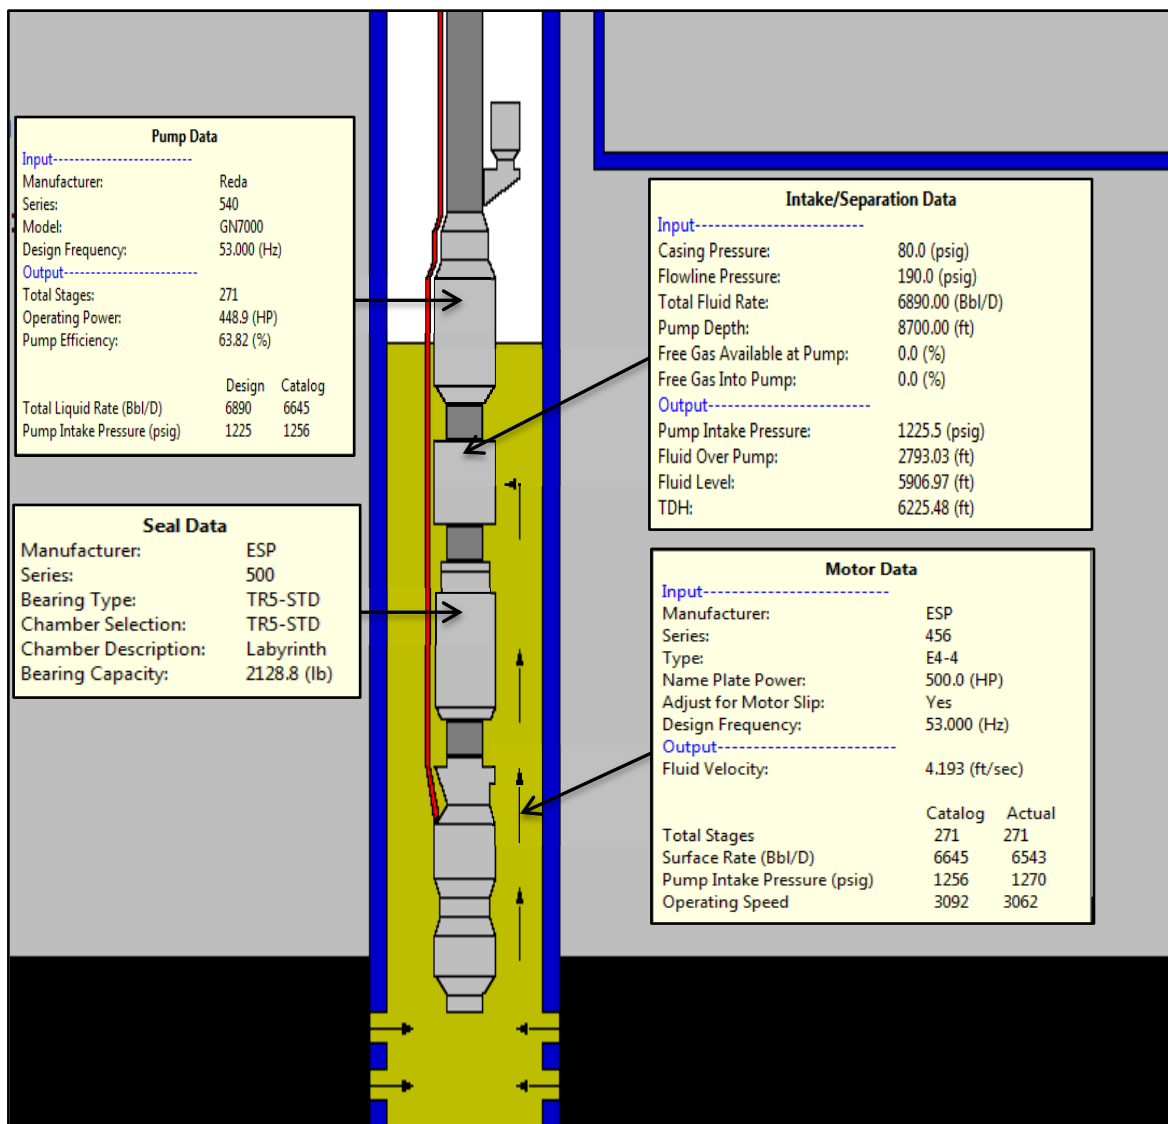 Pump Data
Input--------------------------
Manufacturer: Reda
Series: 540
Model: GN7000
Design Frequency: 53.000 (Hz)
Output-------------------------
Total Stages: 271
Operating Power: 448.9 (HP)
Pump Efficiency: 63.82 (%)
Design Catalog
Total Liquid Rate (Bbl/D) 6890 6645
Pump Intake Pressure (psig) 1225 1256
Seal Data
Manufacturer: ESP
Series: 500
Bearing Type: TR5-STD
Chamber Selection: TR5-STD
Chamber Description: Labyrinth
Bearing Capacity: 2128.8 (lb)
Intake/Separation Data
Input--------------------------
Casing Pressure: 80.0 (psig)
Flowline Pressure: 190.0 (psig)
Total Fluid Rate: 6890.00 (Bbl/D)
Pump Depth: 8700.00 (ft)
Free Gas Available at Pump: 0.0 (%)
Free Gas Into Pump: 0.0 (%)
Output-------------------------
Pump Intake Pressure: 1225.5 (psig)
Fluid Over Pump: 2793.03 (ft)
Fluid Level: 5906.97 (ft)
TDH: 6225.48 (ft)
Motor Data
Input---------------------------
Manufacturer: ESP
Series: 456
Type: E4-4
Name Plate Power: 500.0 (HP)
Adjust for Motor Slip: Yes
Design Frequency: 53.000 (Hz)
Output--------------------------
Fluid Velocity: 4.193 (ft/sec)
Catalog Actual
Total Stages 271 271
Surface Rate (Bbl/D) 6645 6543
Pump Intake Pressure (psig) 1256 1270
Operating Speed 3092 3062